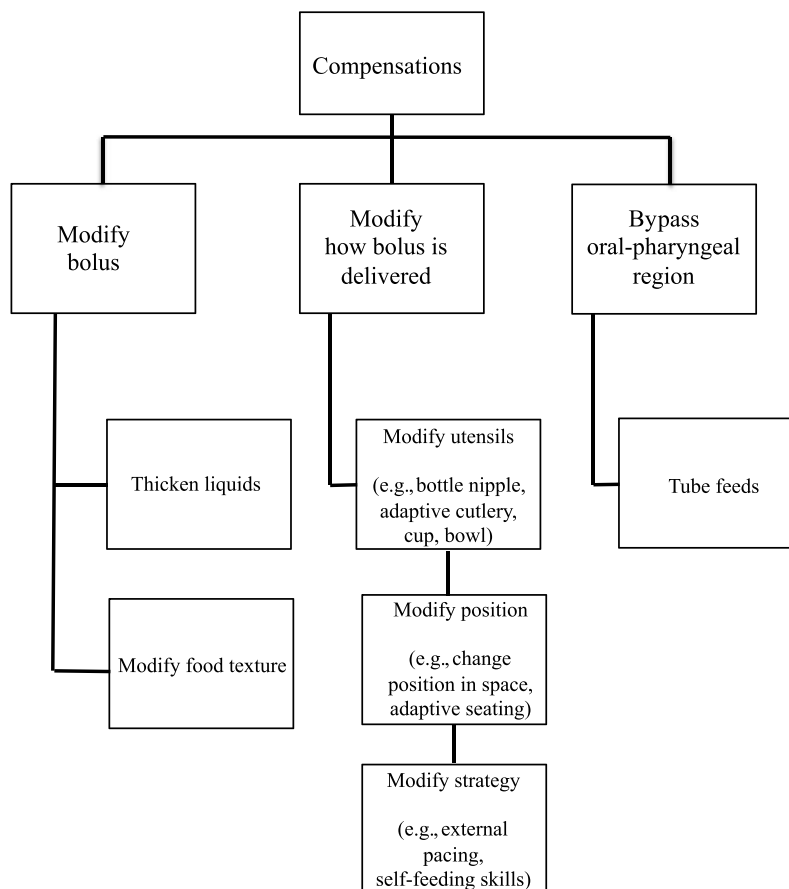 Compensations
Modify
bolus
Modify
how bolus is
delivered
Bypass
oral-pharyngeal
region
Thicken liquids
Modify food texture
Modify utensils
(e.g., bottle nipple,
adaptive cutlery,
cup, bowl)
Modify position
(e.g., change
position in space,
adaptive seating)
Modify strategy
(e.g., external
pacing,
self-feeding skills)
Tube feeds